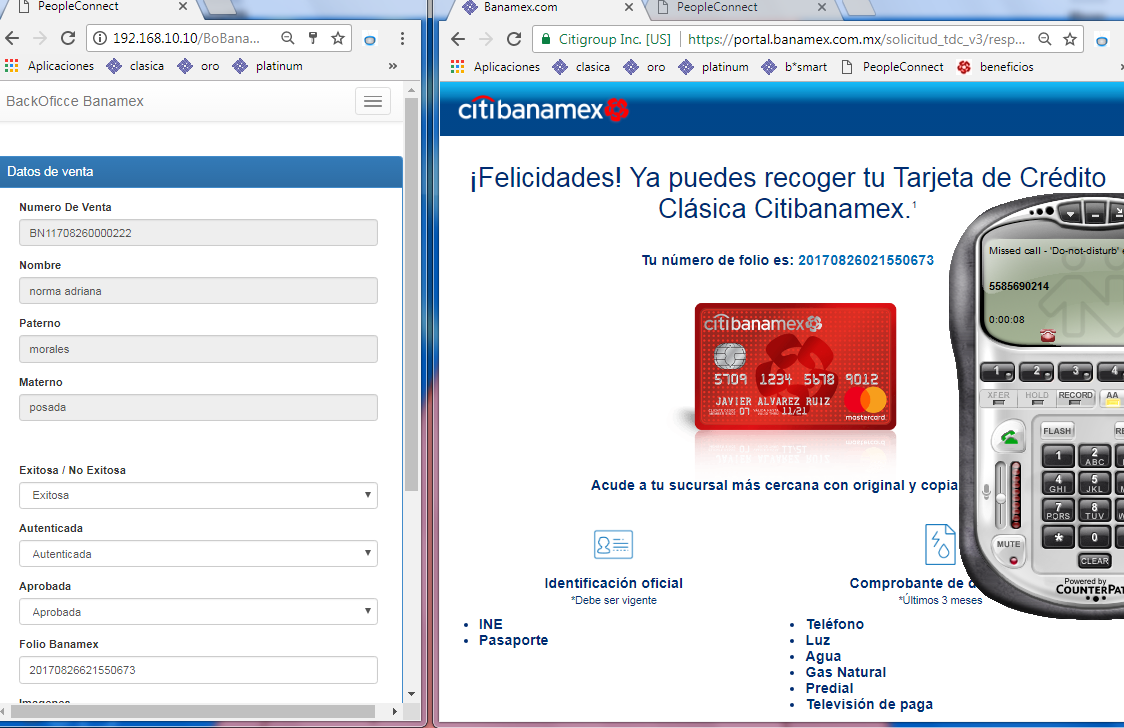 PeopleConnect
192.168.10.10/BoBana...
Aplicaciones
clasica
oro
platinum
»
BackOficce Banamex
Datos de venta
Numero De Venta
BN11708260000222
Nombre
norma adriana
Paterno
morales
Materno
posada
Exitosa / No Exitosa
Exitosa
Autenticada
Autenticada
Aprobada
Aprobada
Folio Banamex
20170826621550673
Imagenes
Banamex.com
PeopleConnect
Citigroup Inc. [US]
https://portal.banamex.com.mx/solicitud_tdc_v3/resp...
Aplicaciones
clasica
oro
platinum
b*smart
PeopleConnect
beneficios
citibanamex
¡Felicidades! Ya puedes recoger tu Tarjeta de Crédito
Clásica Citibanamex.1
Tu número de folio es: 20170826021550673
citibanamex
5709 1234 5678 9012
07 11/21
JAVIER ALVAREZ RUIZ
mastercard
Acude a tu sucursal más cercana con original y copia
Identificación oficial
*Debe ser vigente
• INE
• Pasaporte
Comprobante de d
*Últimos 3 meses
• Teléfono
• Luz
• Agua
• Gas Natural
• Predial
• Televisión de paga
Missed call - 'Do-not-disturb'
5585690214
0:00:08
1 2 3 4
XFER HOLD RECORD AA
FLASH RE
1
2 ABC
4 GHI
5 JKL
7 PQRS
8 TUV
* 0
MUTE
CLEAR
Powered by
COUNTERPAT